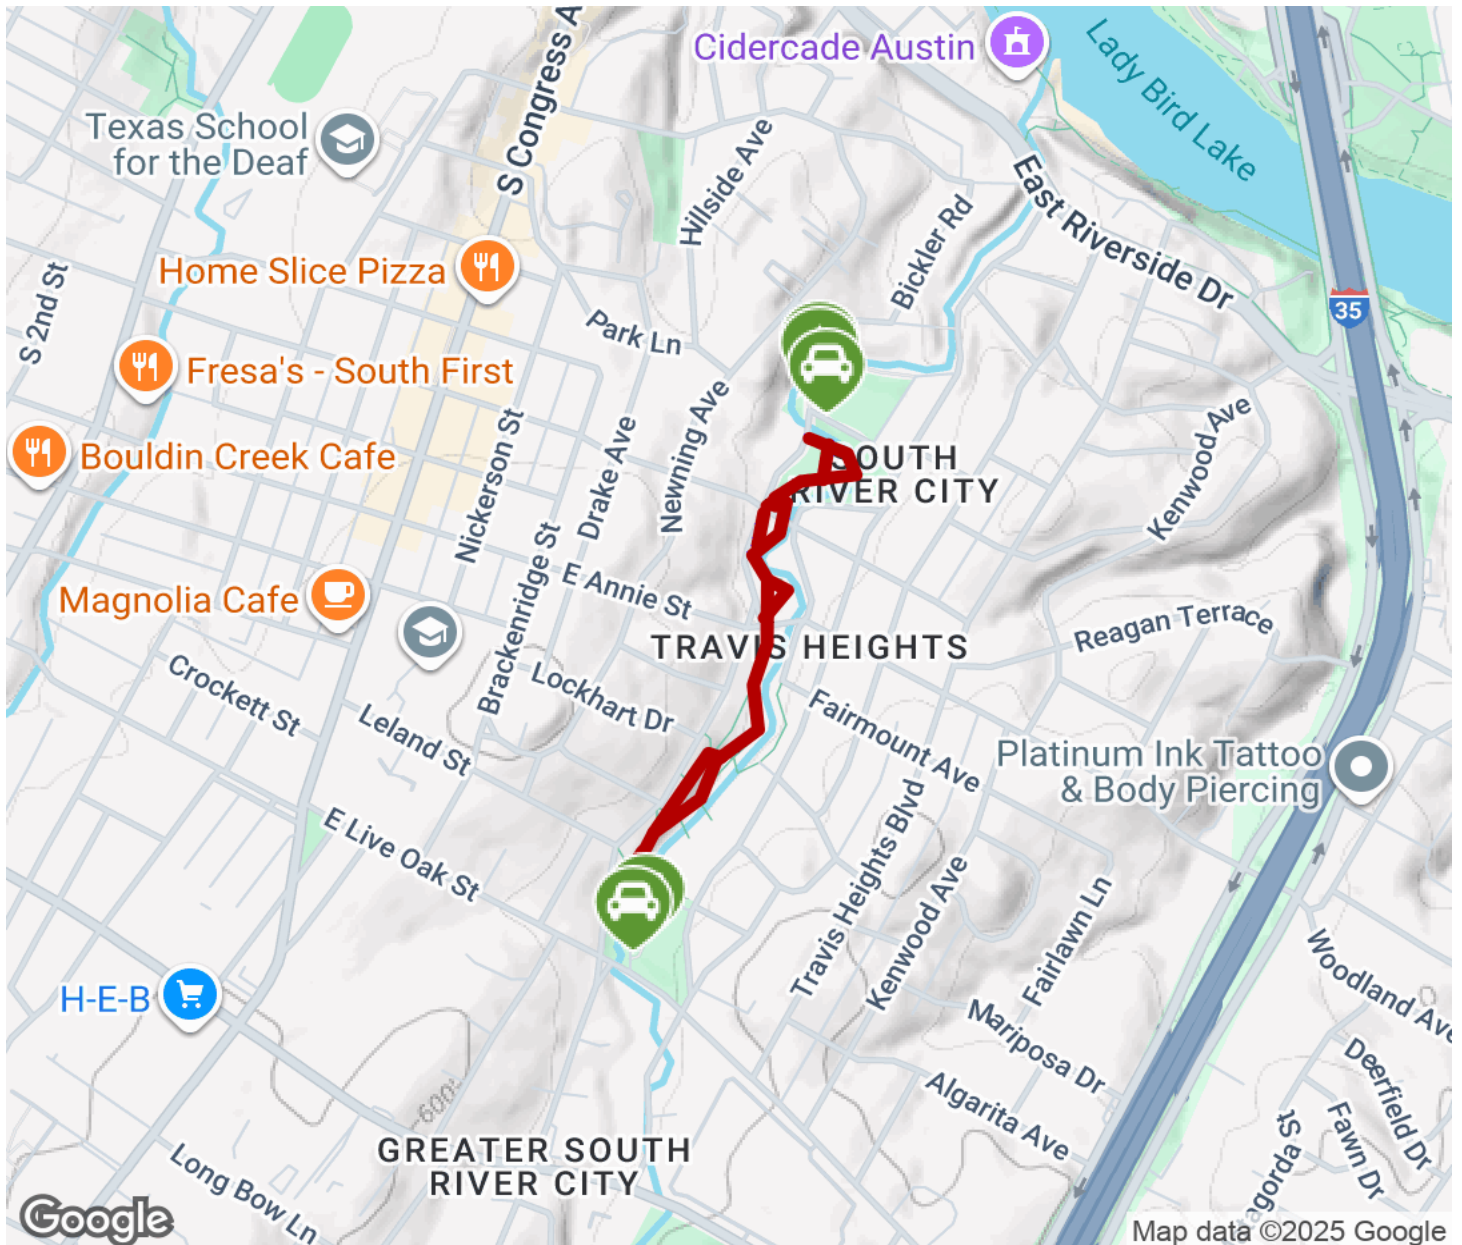 Cidercade Austin
S Congress A
Lady Bird Lake
Texas School
for the Deaf
Hillside Ave
East Riverside Dr
Bickler Rd
S 2nd St
Home Slice Pizza
35
Park Ln
Fresa's - South First
Newning Ave
Drake Ave
Nickerson St
Kenwood Ave
Bouldin Creek Cafe
SOUTH
RIVER CITY
Brackenridge St
E Annie St
Magnolia Cafe
Reagan Terrace
TRAVIS HEIGHTS
Crockett St
Lockhart Dr
Leland St
Fairmount Ave
Platinum Ink Tattoo
& Body Piercing
E Live Oak St
Travis Heights Blvd
Kenwood Ave
Fairlawn Ln
Woodland Ave
H-E-B
Mariposa Dr
Deerfield Dr
Algarita Ave
600'
Fawn Dr
tagorda St
GREATER SOUTH
RIVER CITY
Long Bow Ln
Google
Map data ©2025 Google